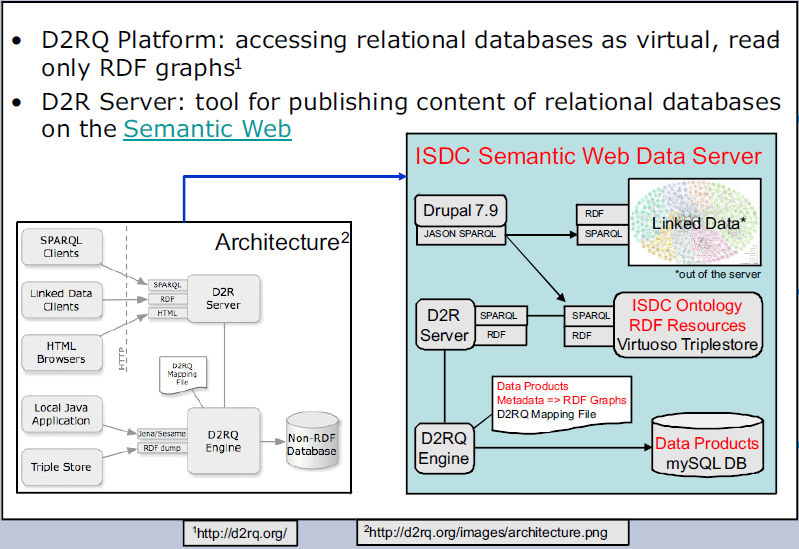 • D2RQ Platform: accessing relational databases as virtual, read-
only RDF graphs1
• D2R Server: tool for publishing content of relational databases
on the Semantic Web
Architecture2
SPARQL
Clients
Linked Data
Clients
HTML
Browsers
HTTP
SPARQL
RDF
HTML
D2R
Server
D2RQ
Mapping
File
Local Java
Application
Triple Store
Jena/Sesame
RDF dump
D2RQ
Engine
Non-RDF
Database
ISDC Semantic Web Data Server
Drupal 7.9
JASON SPARQL
RDF
SPARQL
Linked Data*
*out of the server
D2R
Server
SPARQL
RDF
SPARQL
RDF
ISDC Ontology
RDF Resources
Virtuoso Triplestore
Data Products
Metadata => RDF Graphs
D2RQ Mapping File
D2RQ
Engine
Data Products
mySQL DB
1http://d2rq.org/
2http://d2rq.org/images/architecture.png